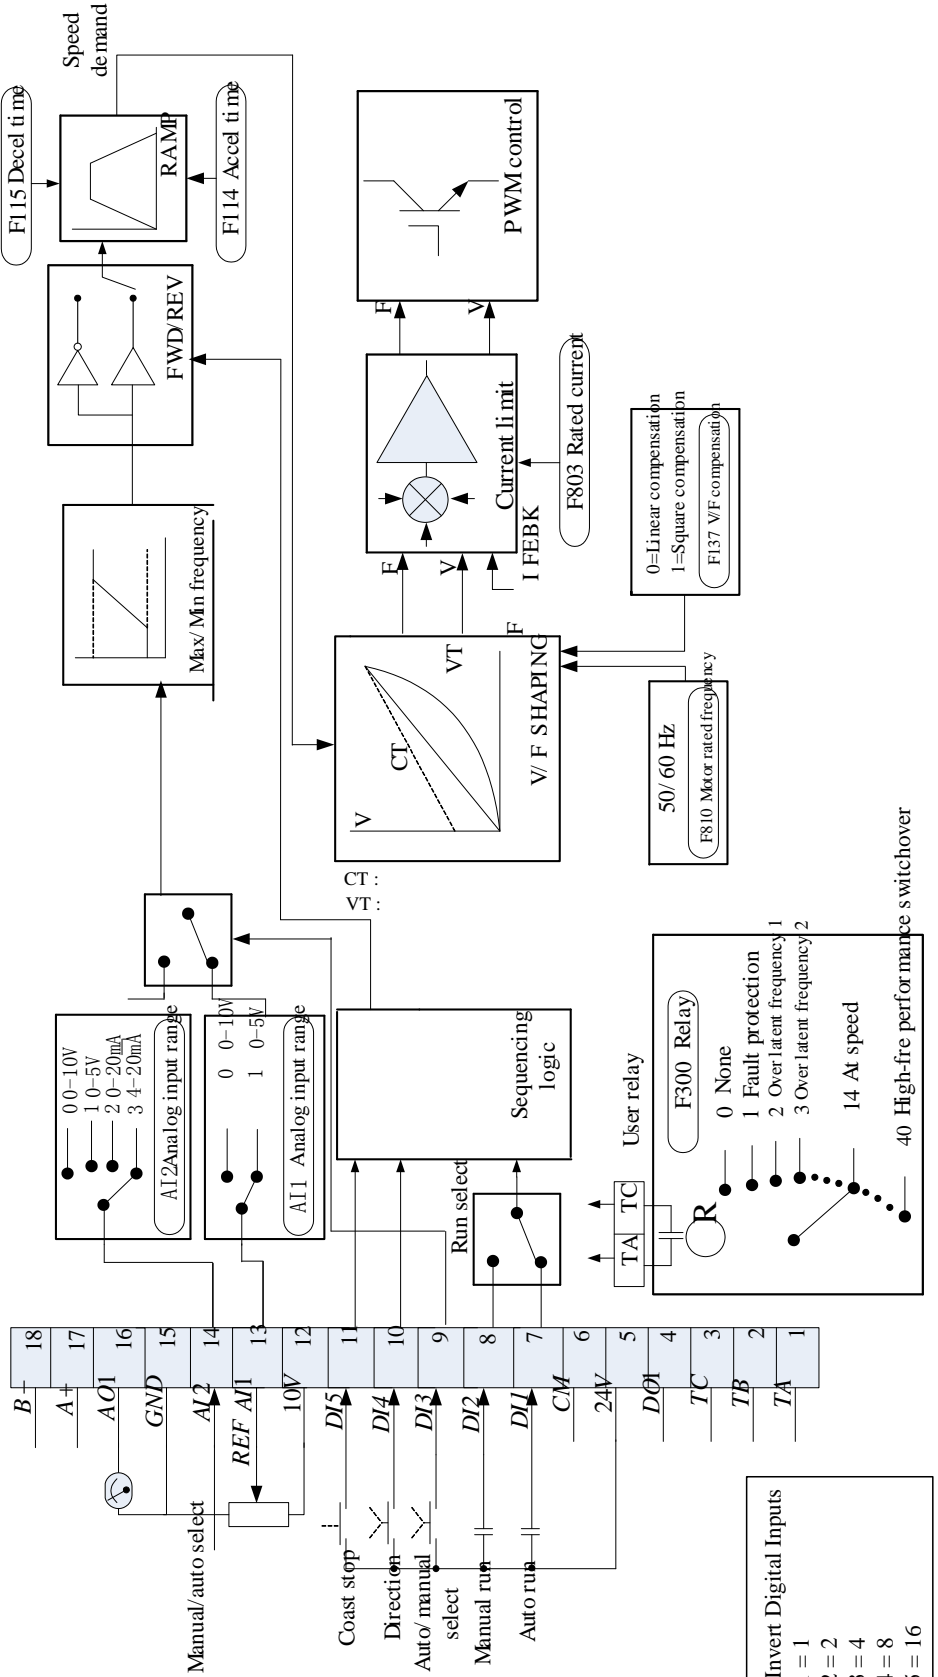 Speed
demand
F115 Decel time
RAMP
F114 Accel time
FWD/REV
Max/Min frequency
PWM control
F
V
Current limit
F803 Rated current
I FEBK
F
V
V
CT
VT
F
V/F SHAPING
0=Linear compensation
1=Square compensation
F137 V/F compensation
50/60 Hz
F810 Motor rated frequency
CT :
VT :
0 0-10V
1 0-5V
2 0-20mA
3 4-20mA
AI2Analog input range
0 0-10V
1 0-5V
AI1 Analog input range
Sequencing
logic
Run select
User relay
TA
TC
R
F300 Relay
0 None
1 Fault protection
2 Over latent frequency 1
3 Over latent frequency 2
14 At speed
40 High-fre performance switchover
18
17
16
15
14
13
12
11
10
9
8
7
6
5
4
3
2
1
B-
A+
AO1
GND
AI2
REF AI1
10V
DI5
DI4
DI3
DI2
DI1
CM
24V
DO1
TC
TB
TA
Manual/auto select
Coast stop
Direction
Auto/manual
select
Manual run
Auto run
Invert Digital Inputs
= 1
= 2
= 4
= 8
= 16